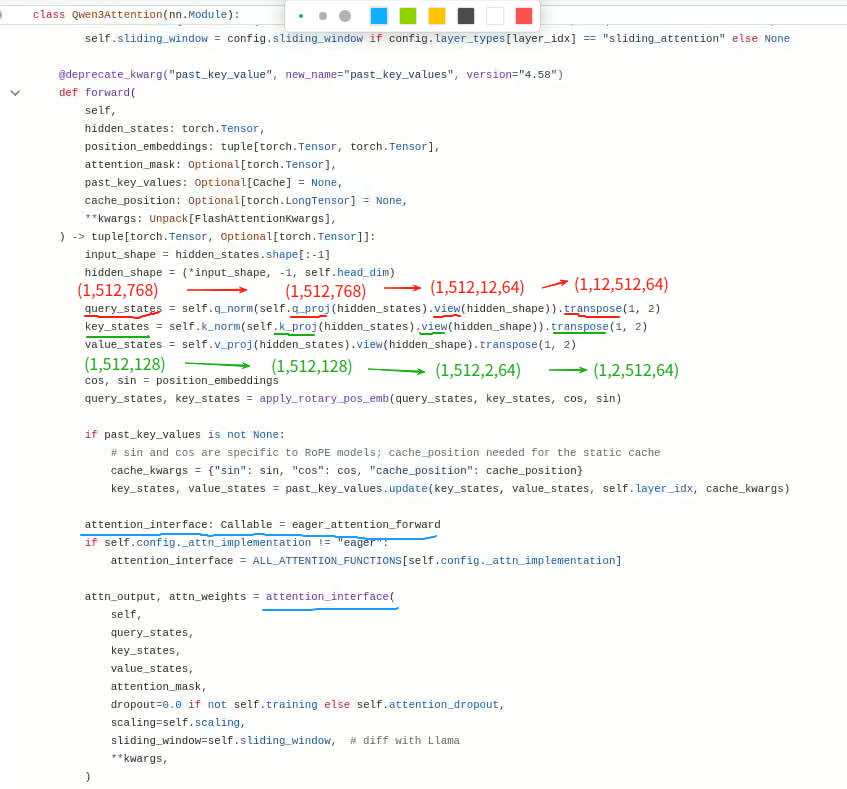 class Qwen3Attention(nn.Module):
self.sliding_window = config.sliding_window if config.layer_types[layer_idx] == "sliding_attention" else None
@deprecate_kwarg("past_key_value", new_name="past_key_values", version="4.58")
def forward(
self,
hidden_states: torch.Tensor,
position_embeddings: tuple[torch.Tensor, torch.Tensor],
attention_mask: Optional[torch.Tensor],
past_key_values: Optional[Cache] = None,
cache_position: Optional[torch.LongTensor] = None,
**kwargs: Unpack[FlashAttentionKwargs],
) -> tuple[torch.Tensor, Optional[torch.Tensor]]:
input_shape = hidden_states.shape[:-1]
hidden_shape = (*input_shape, -1, self.head_dim)
(1,512,768) (1,512,768) (1,512,12,64) (1,12,512,64)
query_states = self.q_norm(self.q_proj(hidden_states).view(hidden_shape)).transpose(1, 2)
key_states = self.k_norm(self.k_proj(hidden_states).view(hidden_shape)).transpose(1, 2)
value_states = self.v_proj(hidden_states).view(hidden_shape).transpose(1, 2)
(1,512,128) (1,512,128) (1,512,2,64) (1,2,512,64)
cos, sin = position_embeddings
query_states, key_states = apply_rotary_pos_emb(query_states, key_states, cos, sin)
if past_key_values is not None:
# sin and cos are specific to RoPE models; cache_position needed for the static cache
cache_kwargs = {"sin": sin, "cos": cos, "cache_position": cache_position}
key_states, value_states = past_key_values.update(key_states, value_states, self.layer_idx, cache_kwargs)
attention_interface: Callable = eager_attention_forward
if self.config._attn_implementation != "eager":
attention_interface = ALL_ATTENTION_FUNCTIONS[self.config._attn_implementation]
attn_output, attn_weights = attention_interface(
self,
query_states,
key_states,
value_states,
attention_mask,
dropout=0.0 if not self.training else self.attention_dropout,
scaling=self.scaling,
sliding_window=self.sliding_window,  # diff with Llama
**kwargs,
)